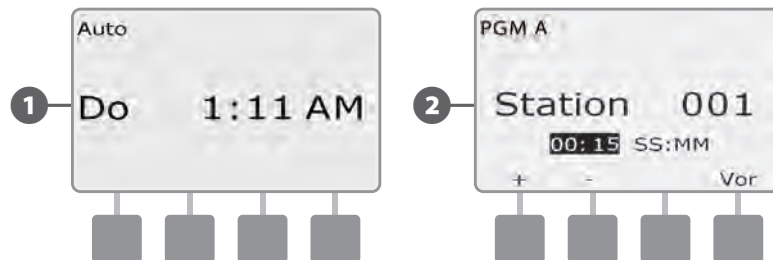 Auto
1
Do 1:11 AM
PGM A
2
Station 001
00:15 SS:MM
+ - Vor